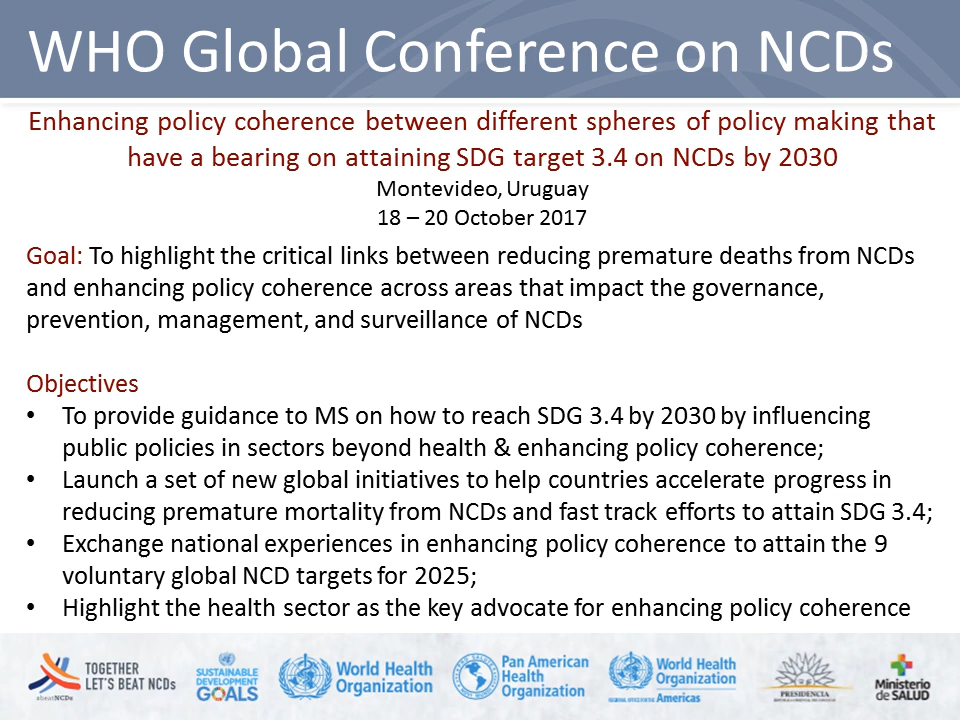 WHO Global Conference on NCDs
Enhancing policy coherence between different spheres of policy making that
have a bearing on attaining SDG target 3.4 on NCDs by 2030
Montevideo, Uruguay
18 – 20 October 2017
Goal: To highlight the critical links between reducing premature deaths from NCDs
and enhancing policy coherence across areas that impact the governance,
prevention, management, and surveillance of NCDs
Objectives
• To provide guidance to MS on how to reach SDG 3.4 by 2030 by influencing
public policies in sectors beyond health & enhancing policy coherence;
• Launch a set of new global initiatives to help countries accelerate progress in
reducing premature mortality from NCDs and fast track efforts to attain SDG 3.4;
• Exchange national experiences in enhancing policy coherence to attain the 9
voluntary global NCD targets for 2025;
• Highlight the health sector as the key advocate for enhancing policy coherence
beatNCDs
TOGETHER
LET'S BEAT NCDs
SUSTAINABLE
DEVELOPMENT
GOALS
World Health
Organization
Pan American
Health
Organization
World Health
Organization
REGIONAL OFFICE FOR THE Americas
PRESIDENCIA
Ministerio
de SALUD